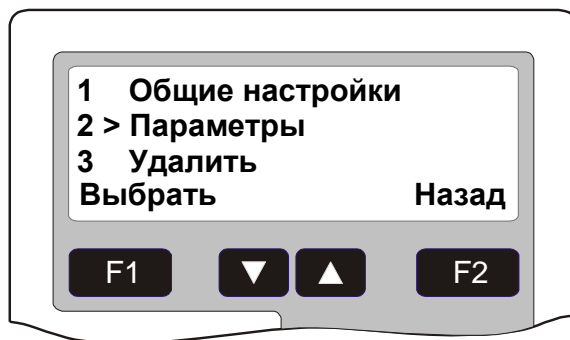 1 Общие настройки
2 > Параметры
3 Удалить
Выбрать Назад
F1 ▼ ▲ F2